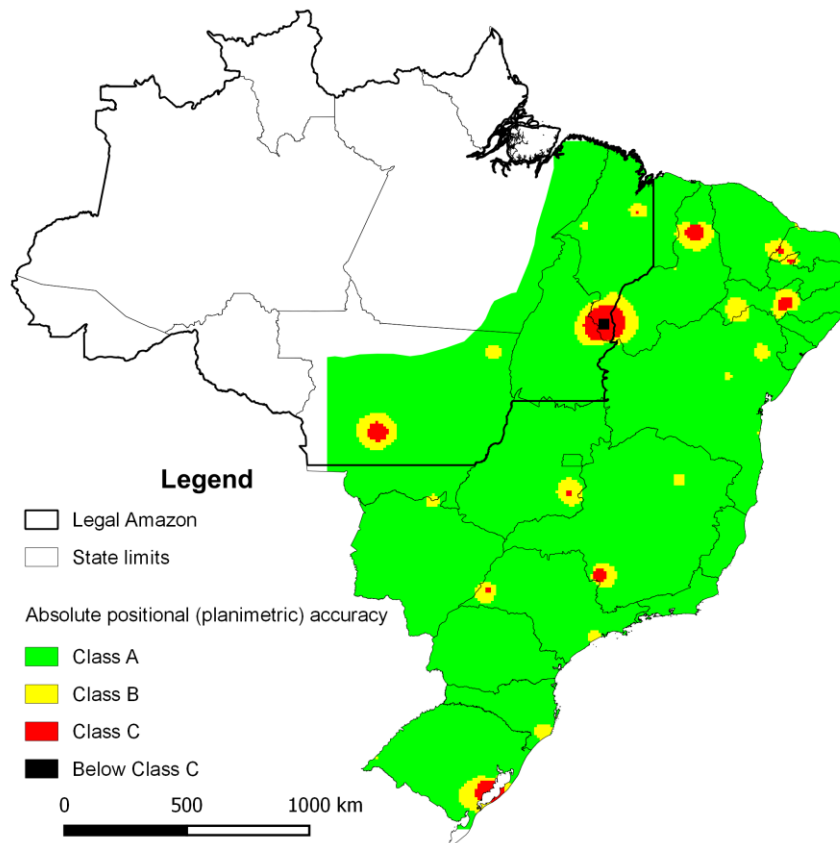 Legend
Legal Amazon
State limits
Absolute positional (planimetric) accuracy
Class A
Class B
Class C
Below Class C
0 500 1000 km